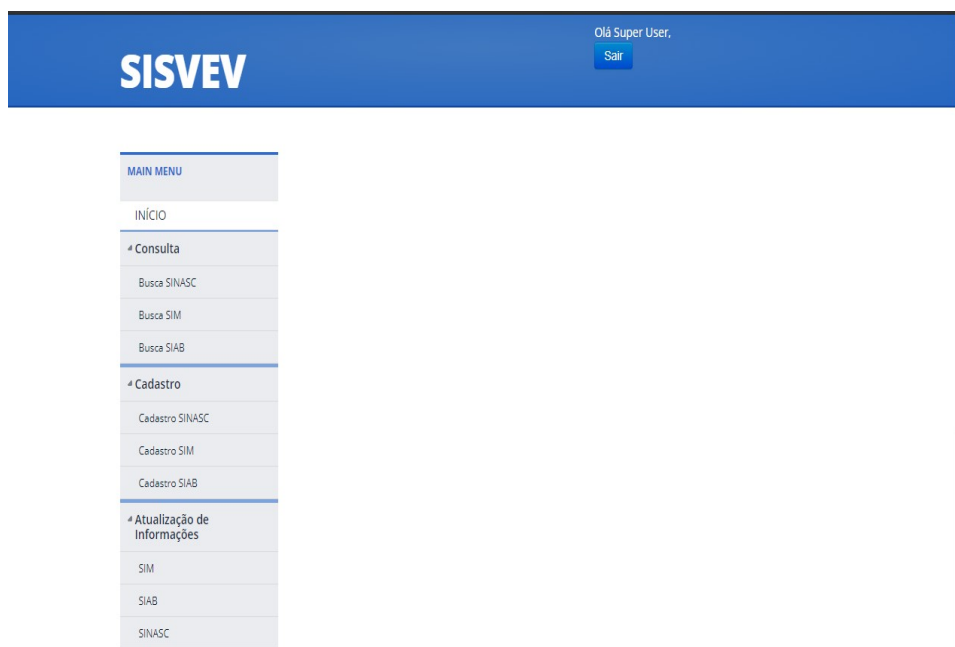 Olá Super User,
Sair
SISVEV
MAIN MENU
INÍCIO
Consulta
Busca SINASC
Busca SIM
Busca SIAB
Cadastro
Cadastro SINASC
Cadastro SIM
Cadastro SIAB
Atualização de
Informações
SIM
SIAB
SINASC